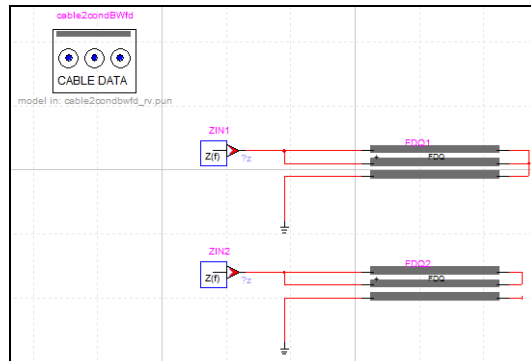 cable2condBWfd
CABLE DATA
model in: cable2condbwfd_rv.pun
ZIN1
Z(f)
?z
FDQ1
+
FDQ
ZIN2
Z(f)
?z
FDQ2
+
FDQ